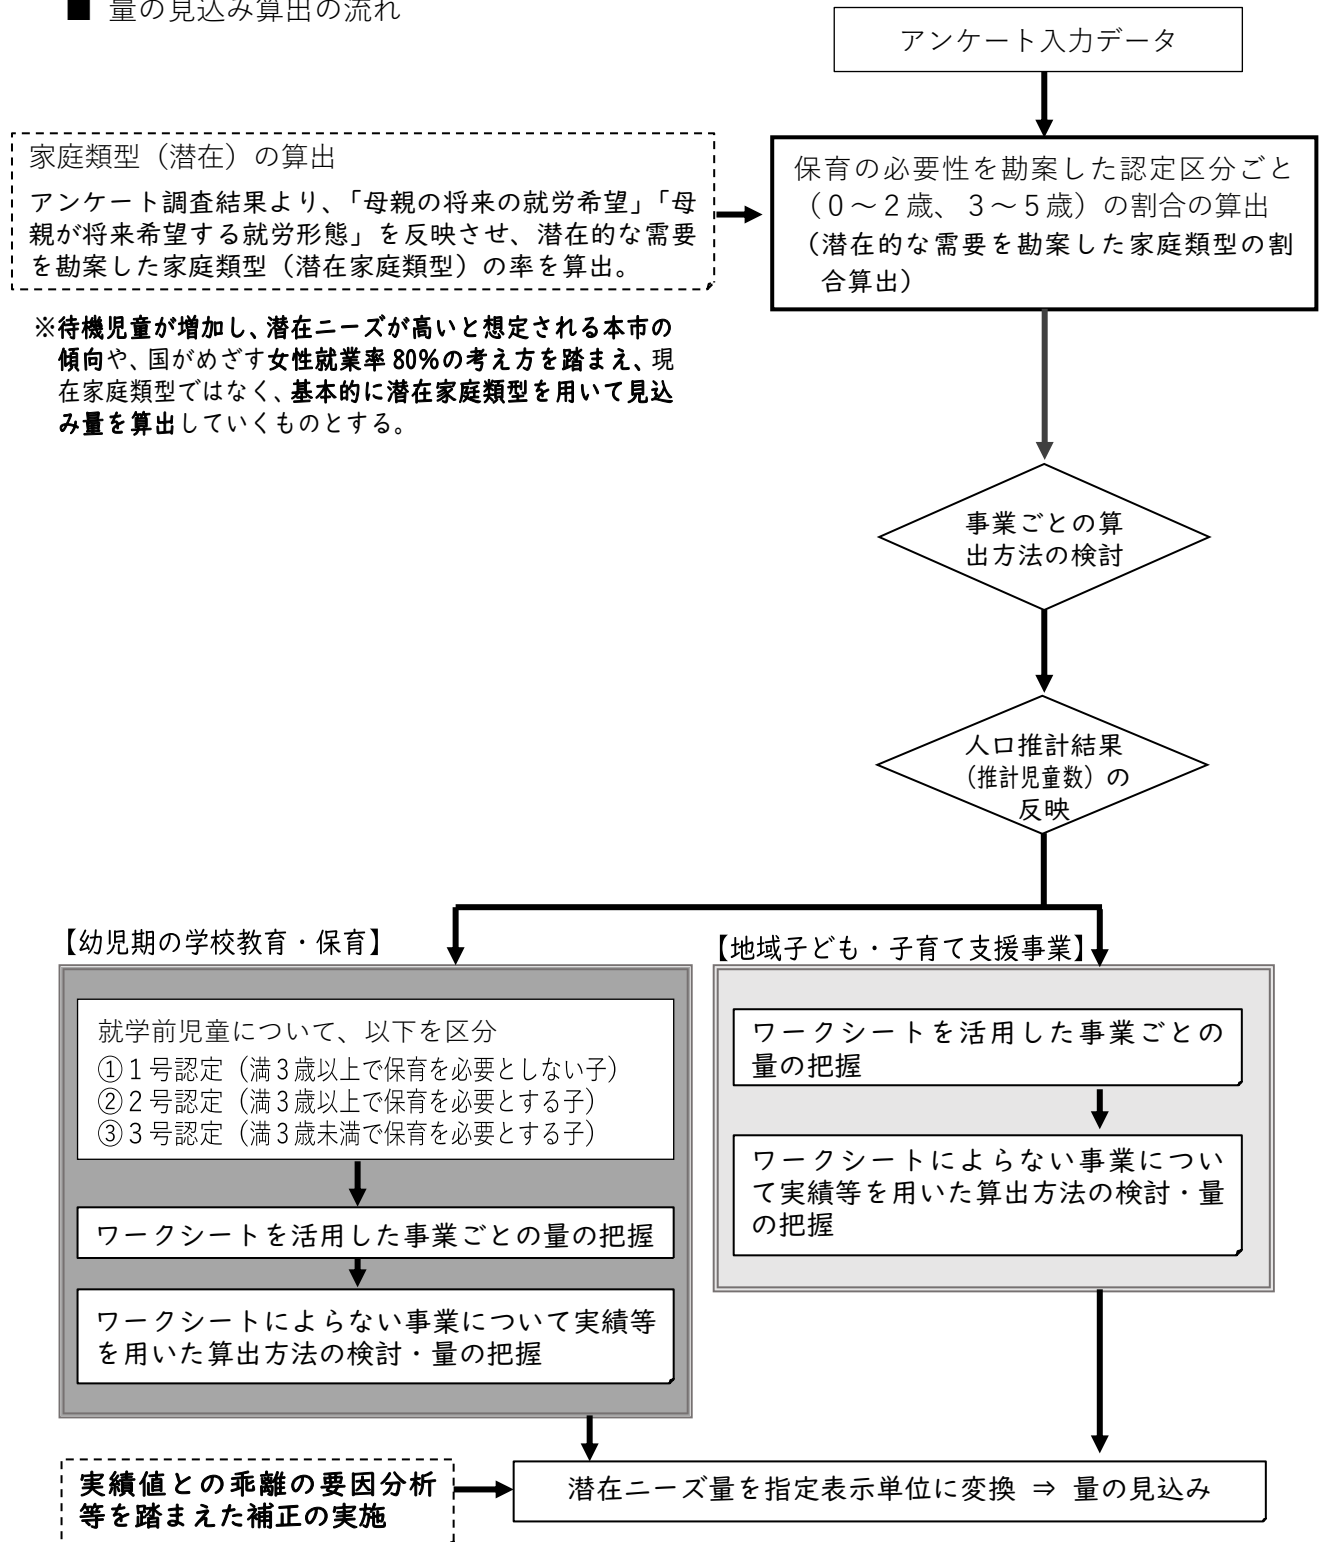 ■ 量の見込み算出の流れ
アンケート入力データ
家庭類型（潜在）の算出
アンケート調査結果より、「母親の将来の就労希望」「母
親が将来希望する就労形態」を反映させ、潜在的な需要
を勘案した家庭類型（潜在家庭類型）の率を算出。
保育の必要性を勘案した認定区分ごと
（０～２歳、３～５歳）の割合の算出
（潜在的な需要を勘案した家庭類型の割
合算出）
※待機児童が増加し、潜在ニーズが高いと想定される本市の
傾向や、国がめざす女性就業率80％の考え方を踏まえ、現
在家庭類型ではなく、基本的に潜在家庭類型を用いて見込
み量を算出していくものとする。
事業ごとの算
出方法の検討
人口推計結果
（推計児童数）の
反映
【幼児期の学校教育・保育】
就学前児童について、以下を区分
①１号認定（満３歳以上で保育を必要としない子）
②２号認定（満３歳以上で保育を必要とする子）
③３号認定（満３歳未満で保育を必要とする子）
ワークシートを活用した事業ごとの量の把握
ワークシートによらない事業について実績等
を用いた算出方法の検討・量の把握
【地域子ども・子育て支援事業】
ワークシートを活用した事業ごとの
量の把握
ワークシートによらない事業につい
て実績等を用いた算出方法の検討・量
の把握
実績値との乖離の要因分析
等を踏まえた補正の実施
潜在ニーズ量を指定表示単位に変換 ⇒ 量の見込み